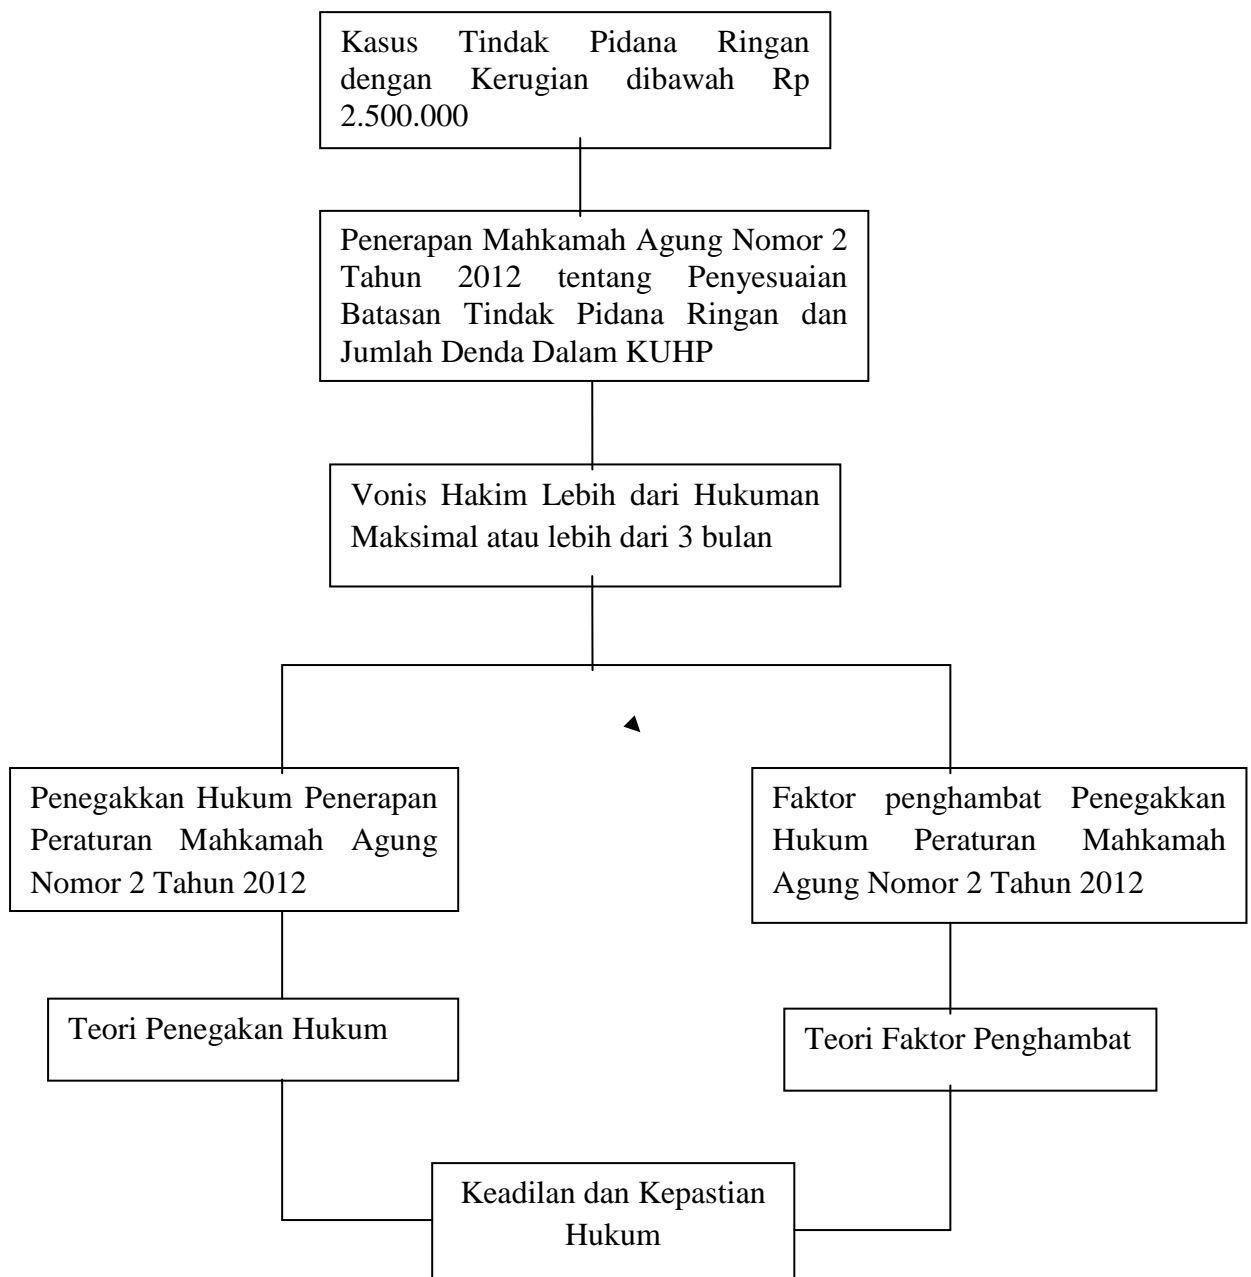 Kasus Tindak Pidana Ringan
dengan Kerugian dibawah Rp
2.500.000
Penerapan Mahkamah Agung Nomor 2
Tahun 2012 tentang Penyesuaian
Batasan Tindak Pidana Ringan dan
Jumlah Denda Dalam KUHP
Vonis Hakim Lebih dari Hukuman
Maksimal atau lebih dari 3 bulan
Penegakkan Hukum Penerapan
Peraturan Mahkamah Agung
Nomor 2 Tahun 2012
Faktor penghambat Penegakkan
Hukum Peraturan Mahkamah
Agung Nomor 2 Tahun 2012
Teori Penegakan Hukum
Teori Faktor Penghambat
Keadilan dan Kepastian
Hukum